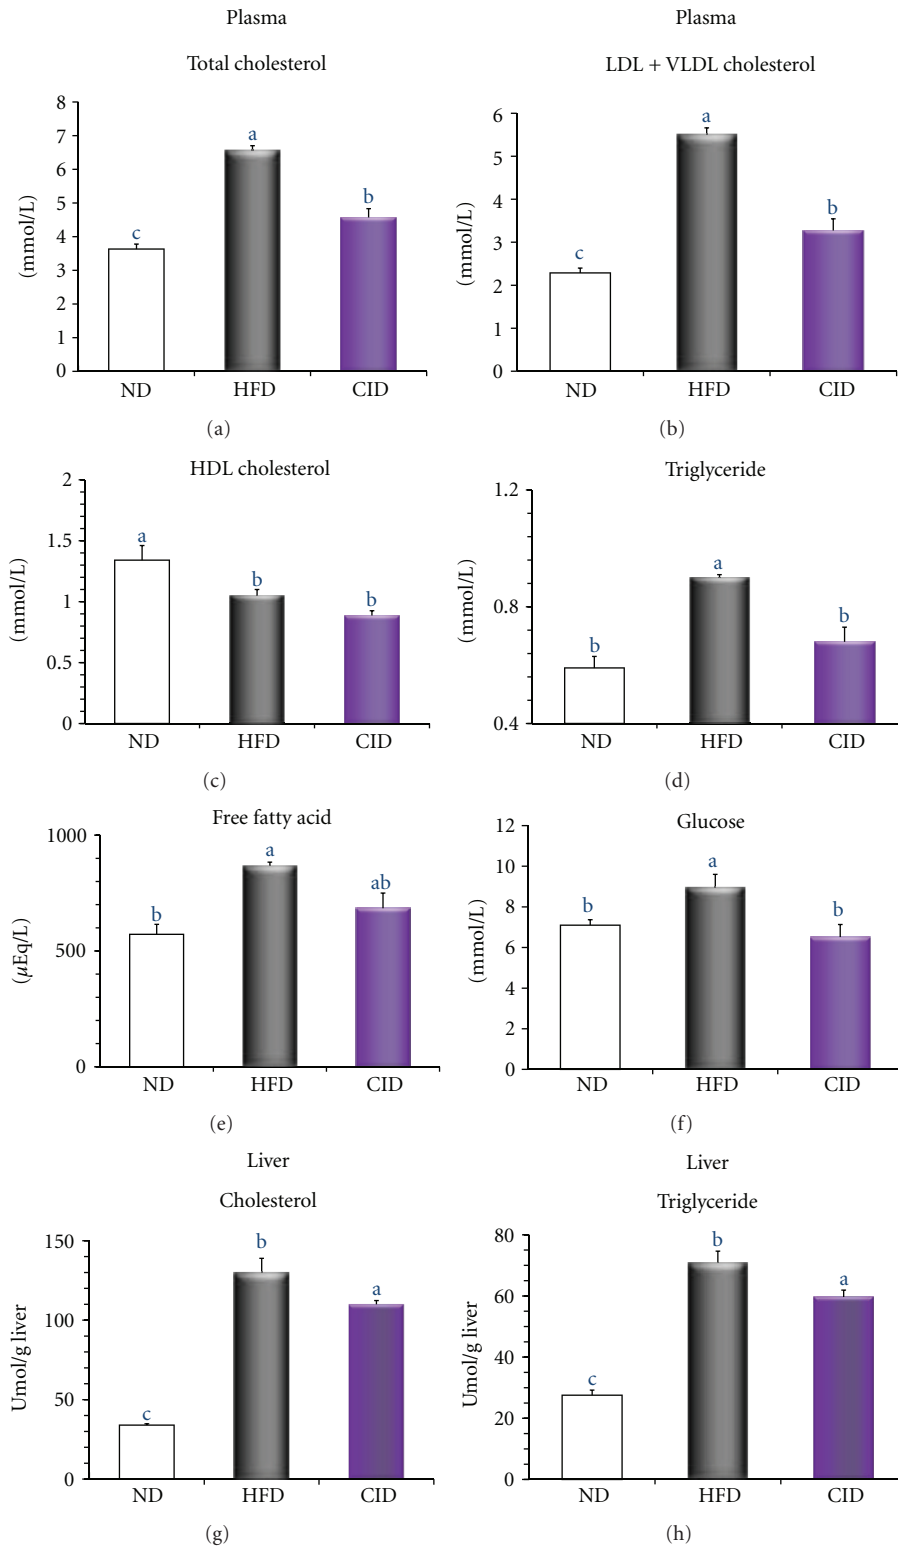 Plasma
Total cholesterol
8
7
6
5
4
3
2
1
0
(mmol/L)
c
a
b
ND
HFD
CID
(a)
Plasma
LDL + VLDL cholesterol
6
5
4
3
2
1
0
(mmol/L)
c
a
b
ND
HFD
CID
(b)
HDL cholesterol
2
1.5
1
0.5
0
(mmol/L)
a
b
b
ND
HFD
CID
(c)
Triglyceride
1.2
0.8
0.4
(mmol/L)
b
a
b
ND
HFD
CID
(d)
Free fatty acid
1000
500
0
(μEq/L)
b
a
ab
ND
HFD
CID
(e)
Glucose
12
10
8
6
4
2
0
(mmol/L)
b
a
b
ND
HFD
CID
(f)
Liver
Cholesterol
150
100
50
0
Umol/g liver
c
b
a
ND
HFD
CID
(g)
Liver
Triglyceride
80
60
40
20
0
Umol/g liver
c
b
a
ND
HFD
CID
(h)